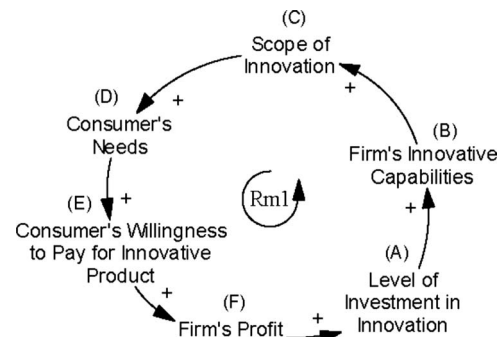 (C)
Scope of
Innovation
+
+
(D)
Consumer's
Needs
(B)
Firm's Innovative
Capabilities
+
(E)
Consumer's Willingness
to Pay for Innovative
Product
Rm1
+
(A)
Level of
Investment in
Innovation
+
(F)
Firm's Profit
+